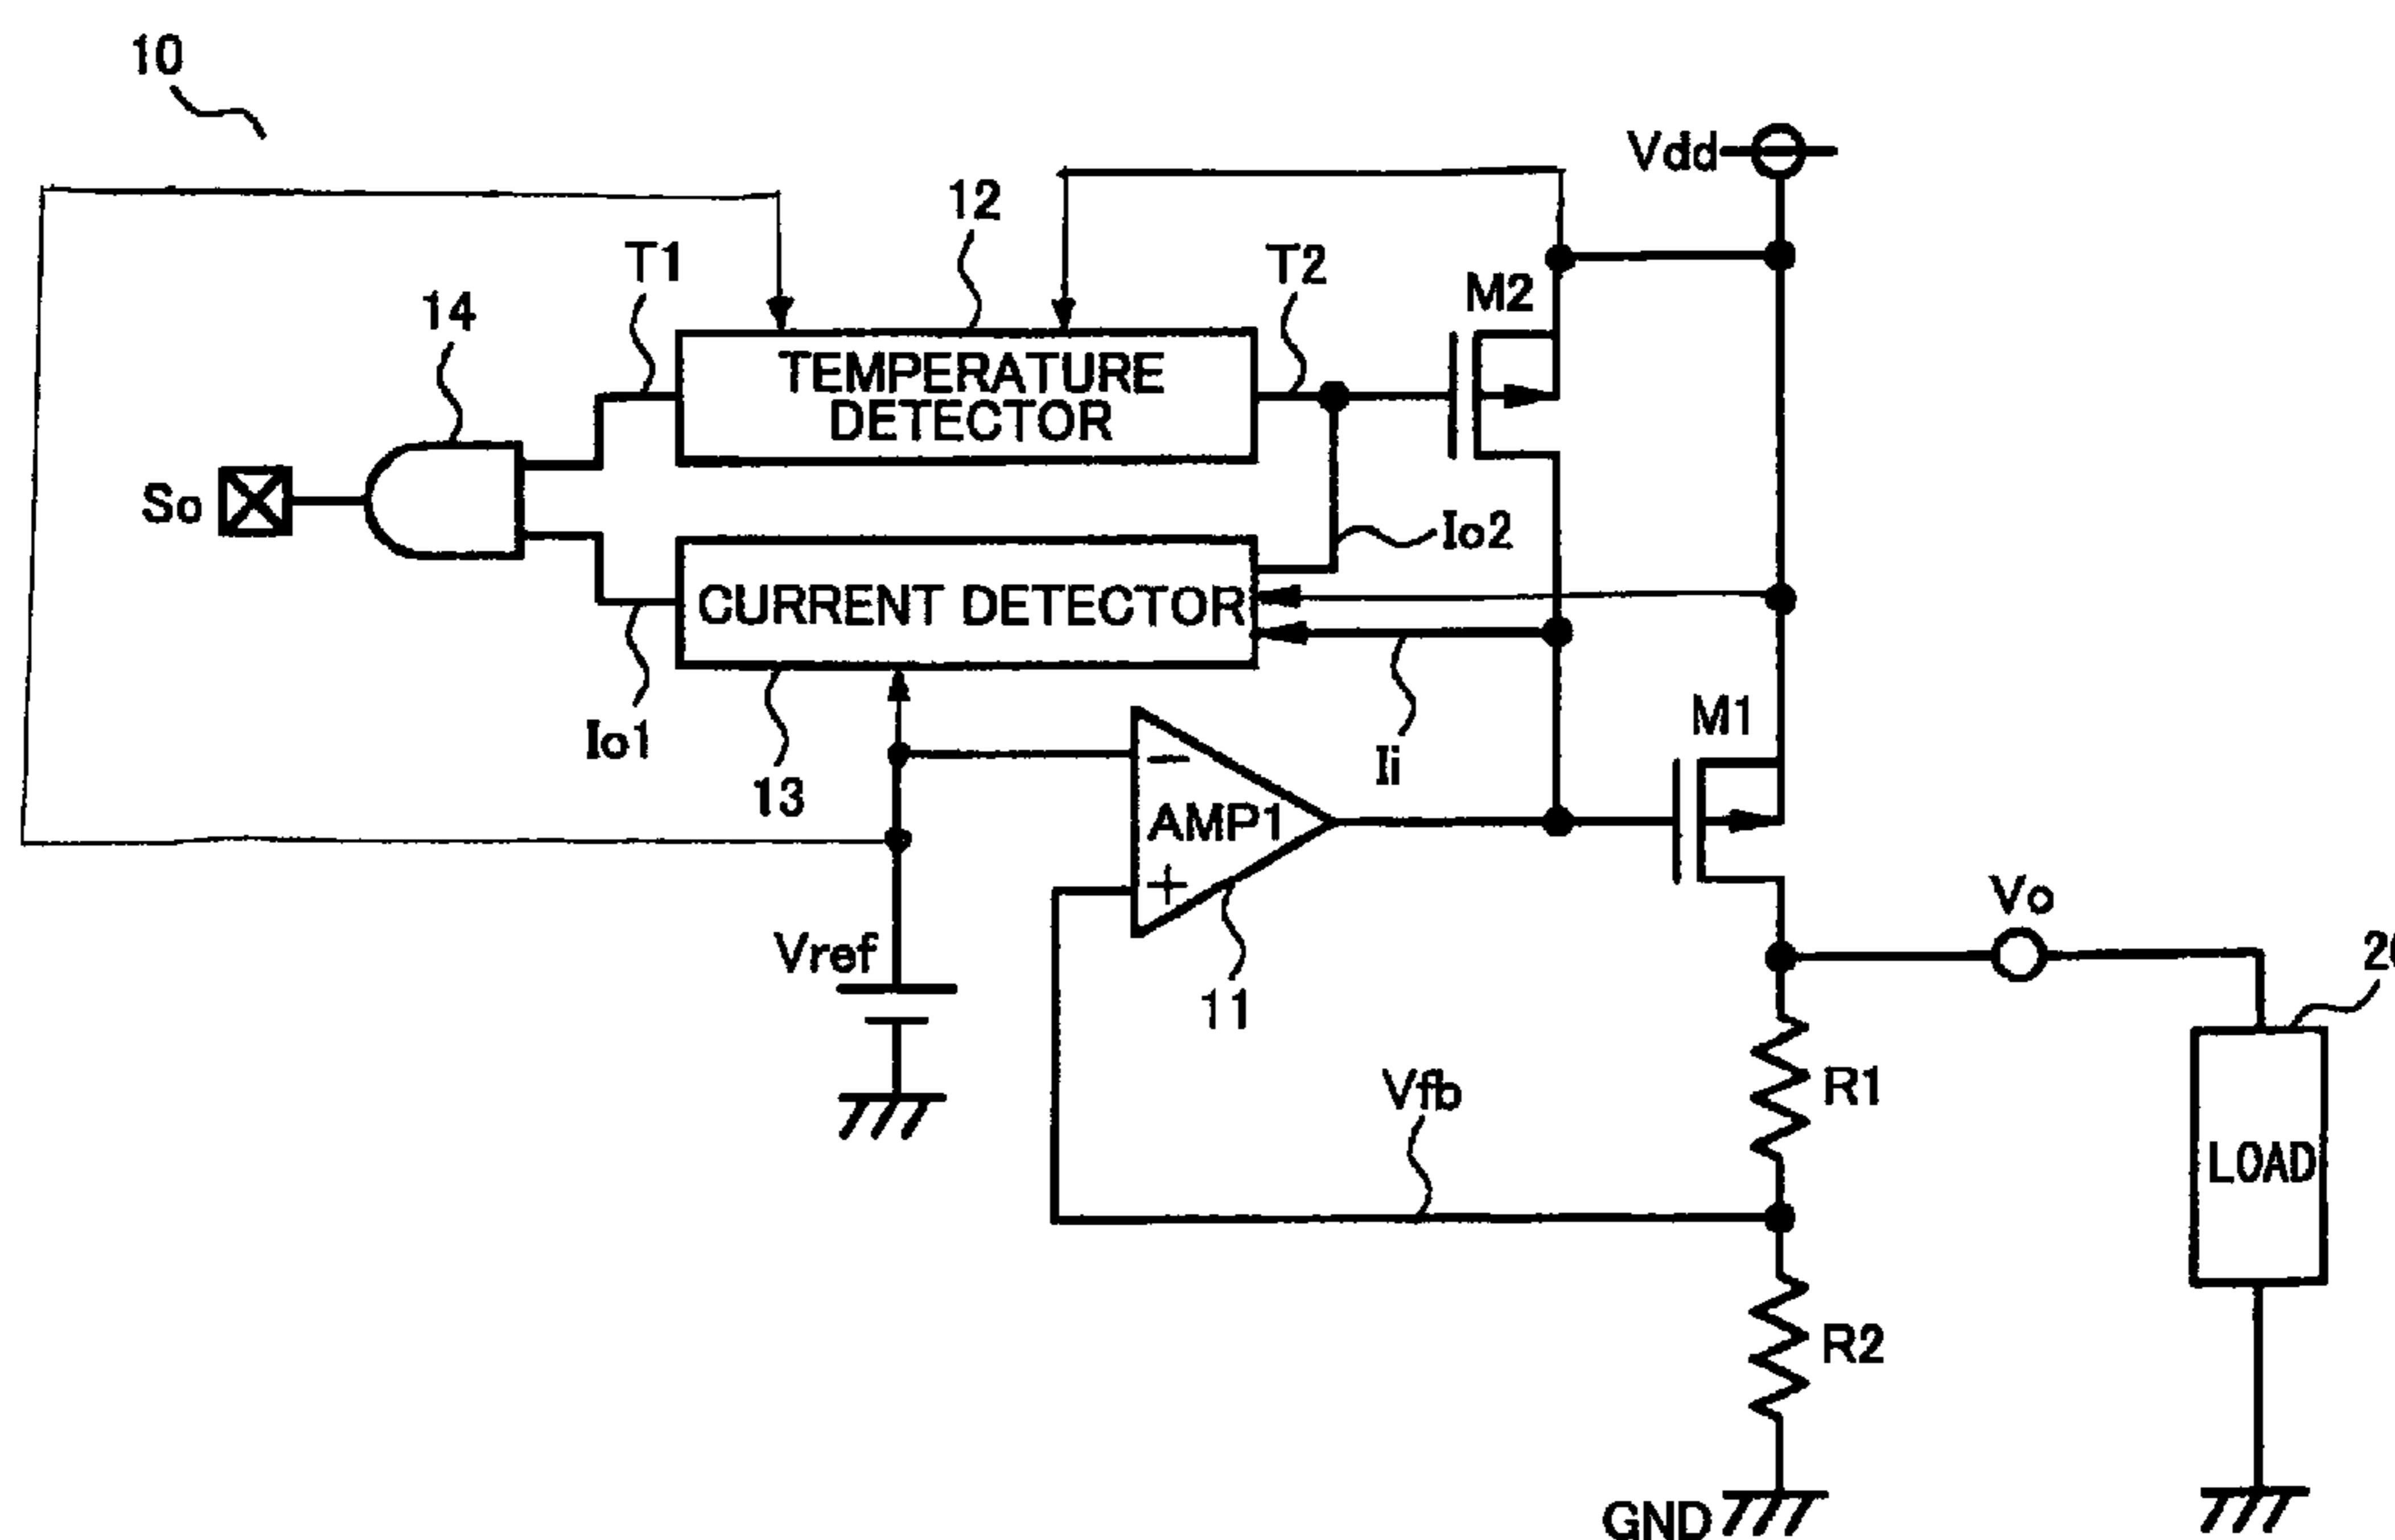 10
Vdd
12
T1
T2
M2
14
TEMPERATURE
DETECTOR
So
Io2
CURRENT DETECTOR
M1
Io1
Ii
13
−
AMP1
+
Vo
Vref
11
Vfb
R1
LOAD
R2
GND